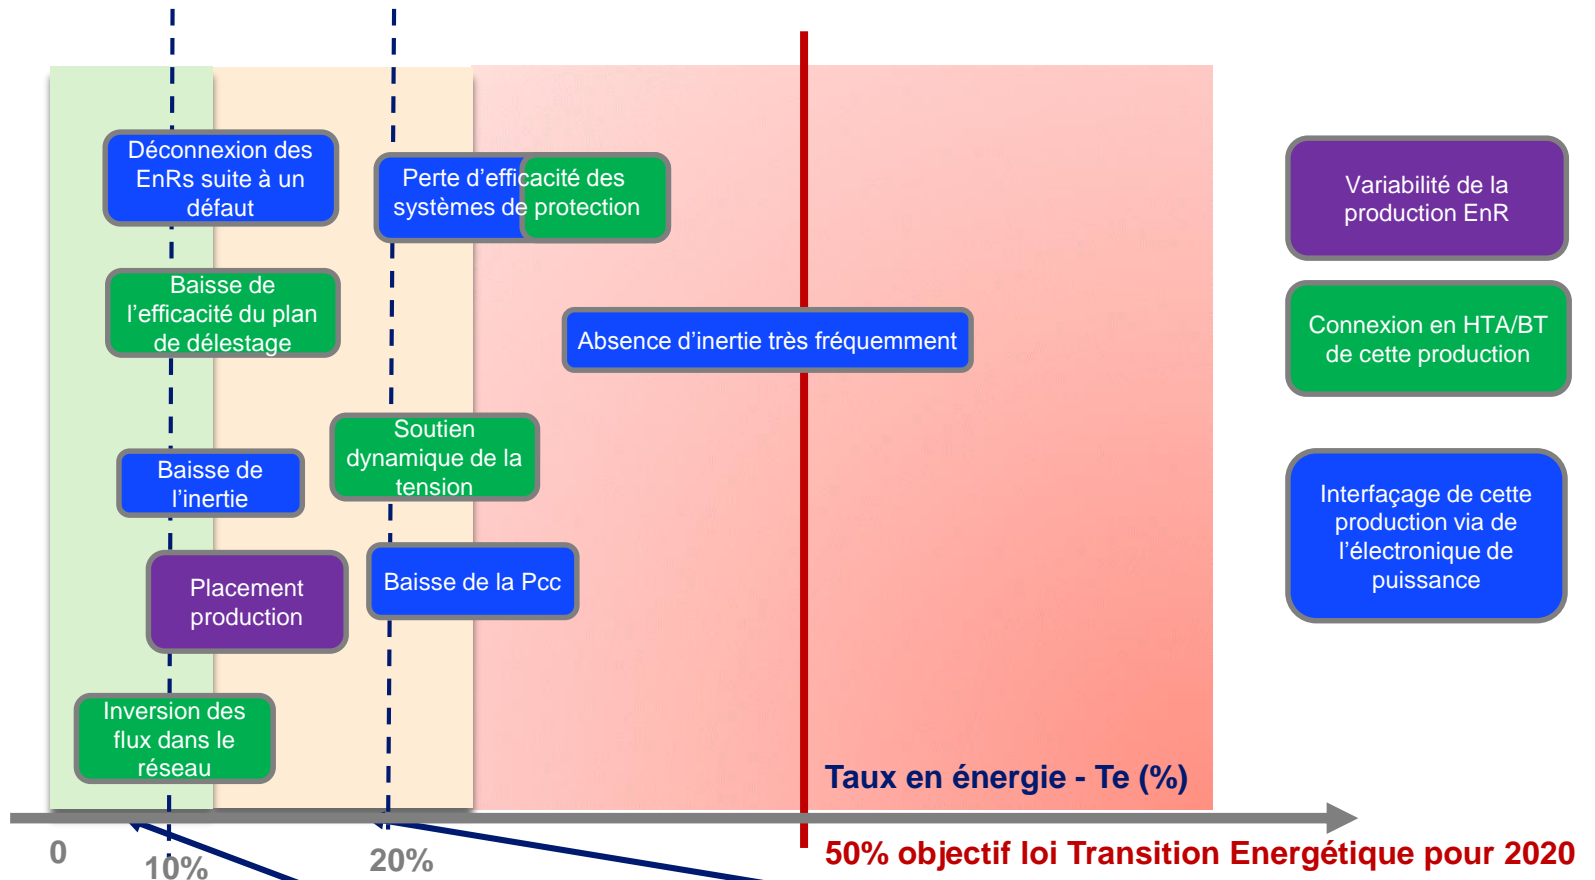 Déconnexion des
EnRs suite à un
défaut
Perte d'efficacité des
systèmes de protection
Baisse de
l'efficacité du plan
de délestage
Absence d'inertie très fréquemment
Soutien
dynamique de la
tension
Baisse de
l'inertie
Placement
production
Baisse de la Pcc
Inversion des
flux dans le
réseau
Variabilité de la
production EnR
Connexion en HTA/BT
de cette production
Interfaçage de cette
production via de
l'électronique de
puissance
Taux en énergie - Te (%)
0
10%
20%
50% objectif loi Transition Energétique pour 2020